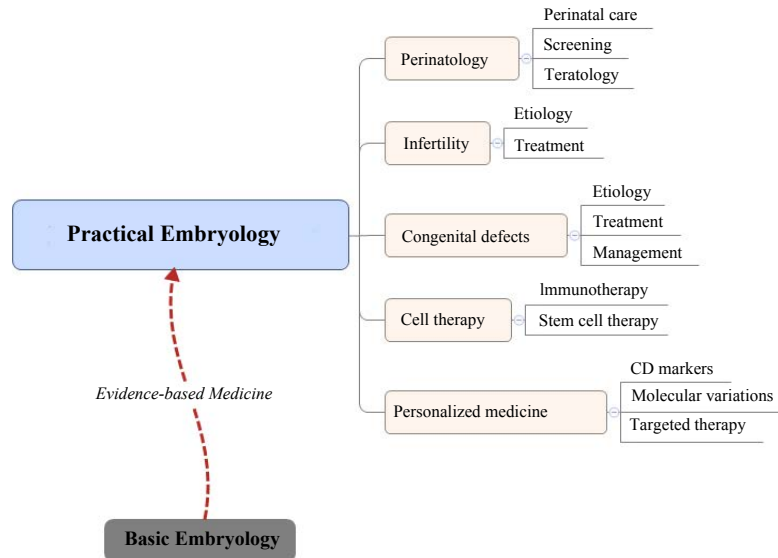 Perinatal care
Perinatology
Screening
Teratology
Etiology
Infertility
Treatment
Etiology
Practical Embryology
Congenital defects
Treatment
Management
Immunotherapy
Cell therapy
Stem cell therapy
CD markers
Personalized medicine
Molecular variations
Targeted therapy
Evidence-based Medicine
Basic Embryology